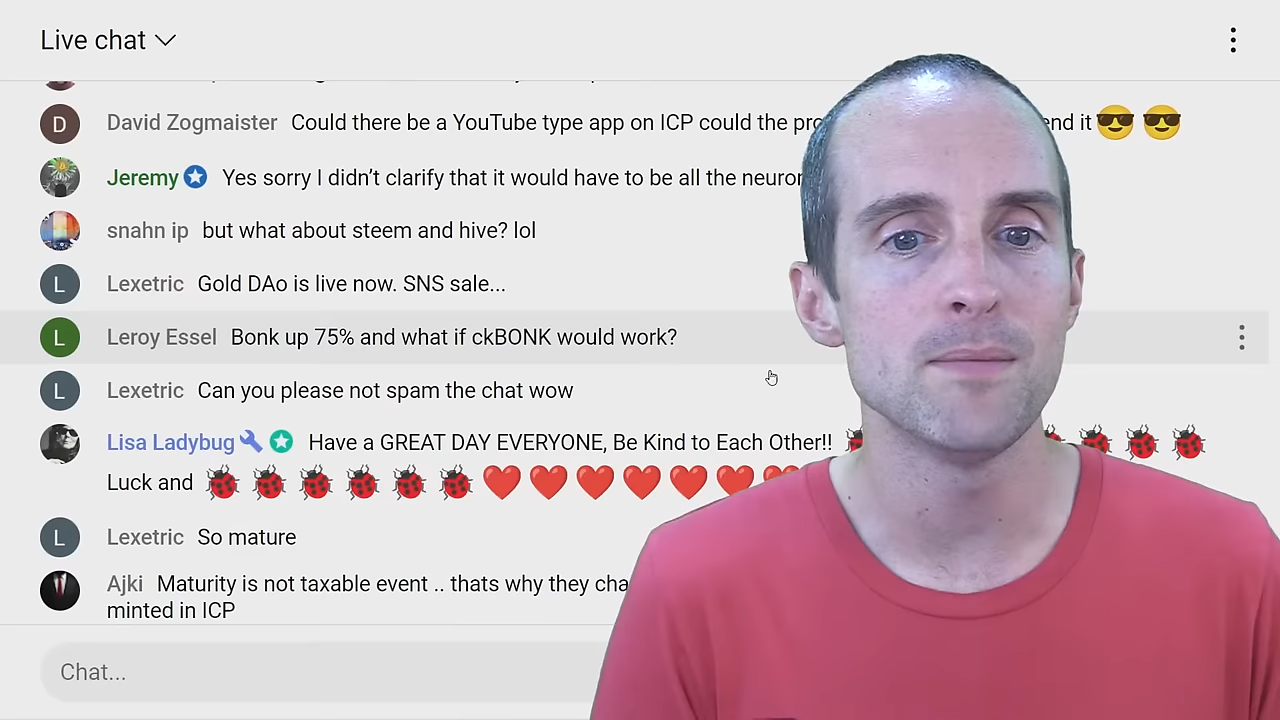 Live chat
D David Zogmaister Could there be a YouTube type app on ICP could the end it
Jeremy Yes sorry I didn’t clarify that it would have to be all the
snahn ip but what about steem and hive? lol
L Lexetric Gold DAo is live now. SNS sale...
L Leroy Essel Bonk up 75% and what if ckBONK would work?
L Lexetric Can you please not spam the chat wow
Lisa Ladybug Have a GREAT DAY EVERYONE, Be Kind to Each Other!!
Luck and
L Lexetric So mature
Ajki Maturity is not taxable event .. thats why they
minted in ICP
Chat...